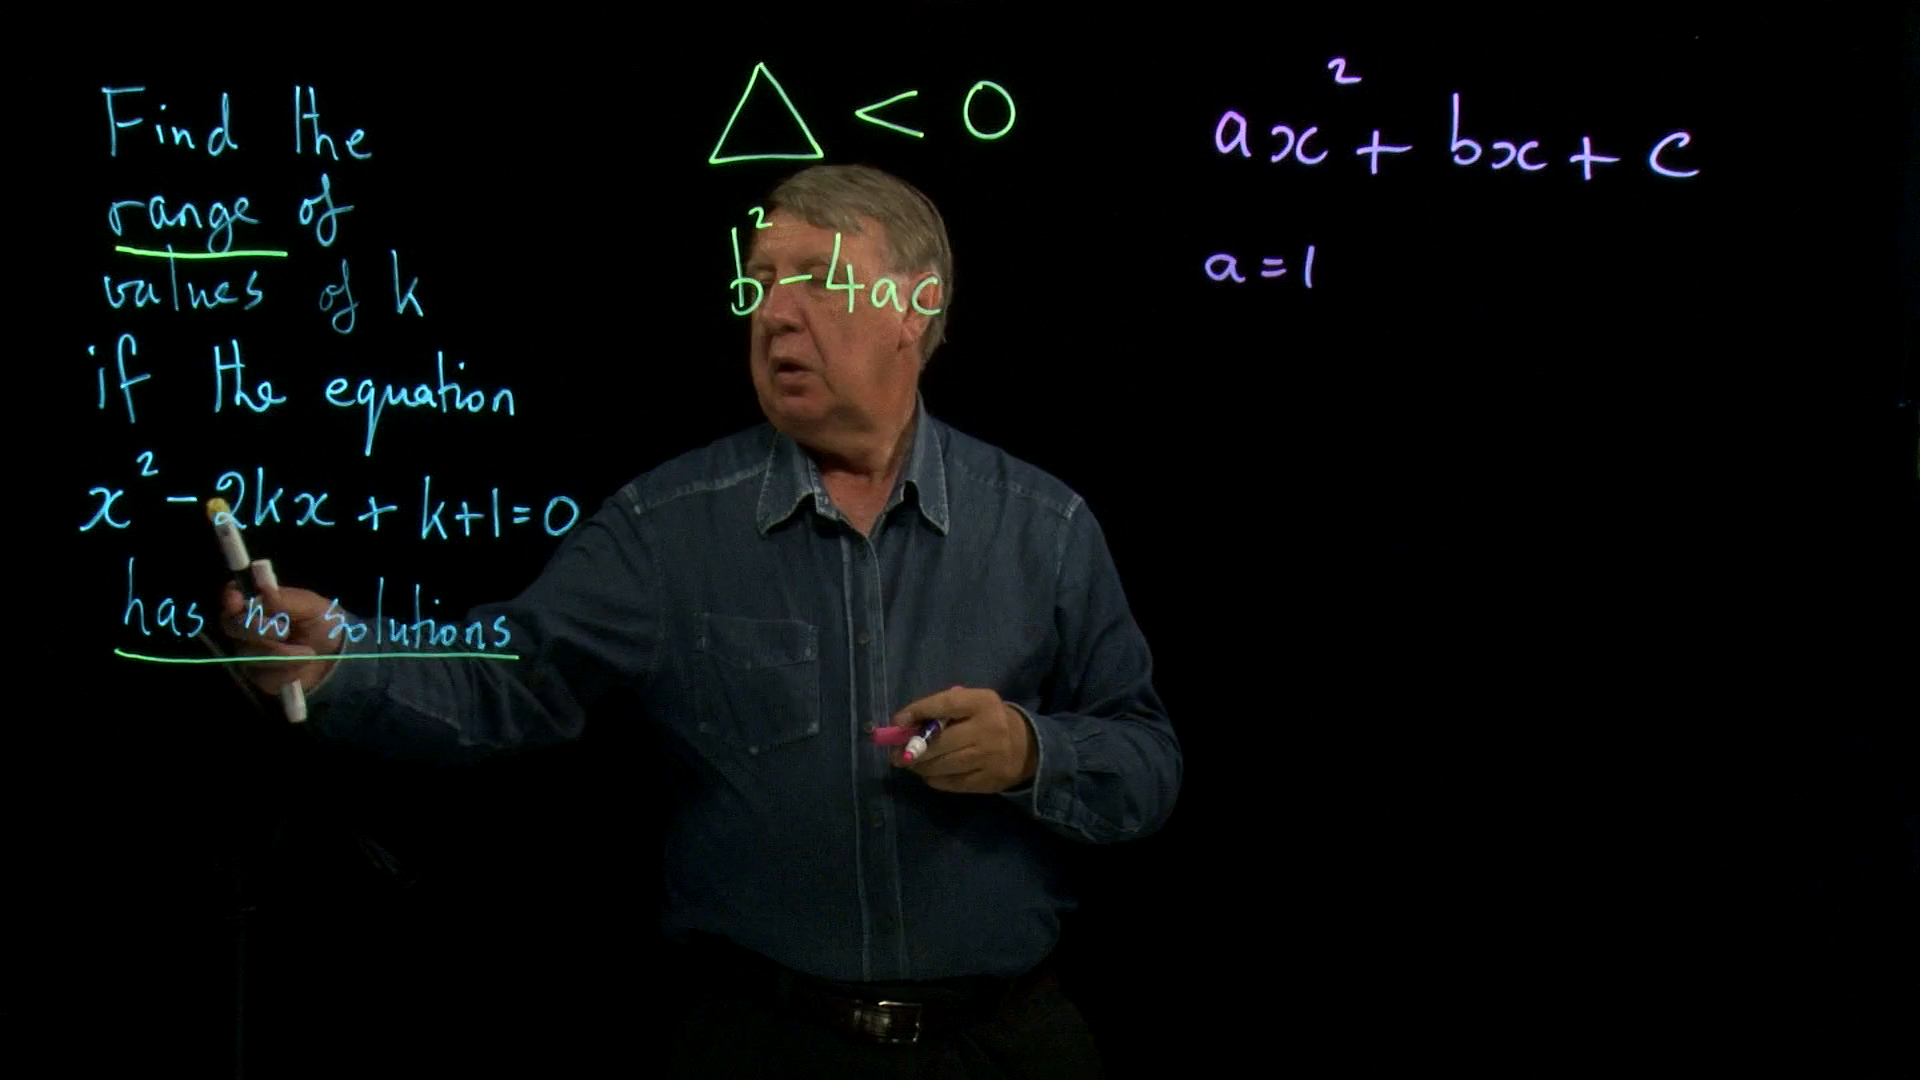 Find the
range of
values of k
if the equation
x² - 2kx + k+1=0
has no solutions
△ < 0
b² - 4ac
ax² + bx + c
a = 1